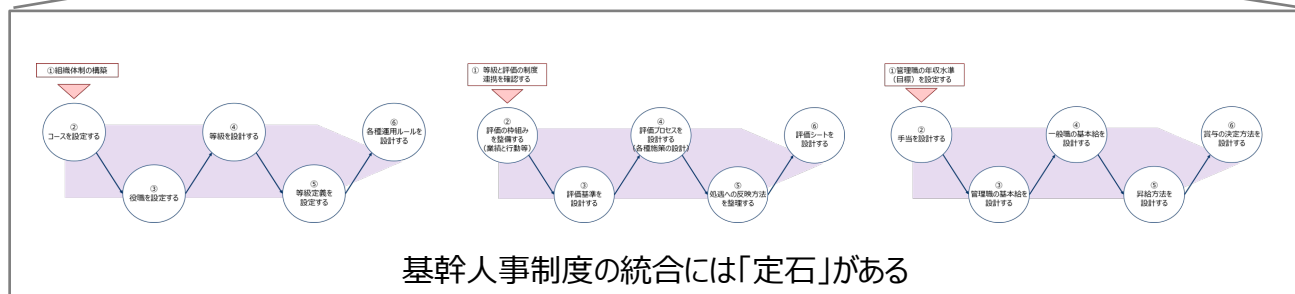 ①組織体制の構築
②
コースを設定する
③
役職を設定する
④
等級を設計する
⑤
等級定義を
設定する
⑥
各種運用ルールを
設計する
① 等級と評価の制度
連携を確認する
②
評価の枠組み
を整備する
(業績と行動等)
③
評価基準を
設計する
④
評価プロセスを
設計する
(各種施策の設計)
⑤
処遇への反映方法
を整理する
⑥
評価シートを
設計する
①管理職の年収水準
（目標）を設定する
②
手当を設計する
③
管理職の基本給を
設計する
④
一般職の基本給を
設計する
⑤
昇給方法を
設計する
⑥
賞与の決定方法を
設計する
基幹人事制度の統合には｢定石｣がある